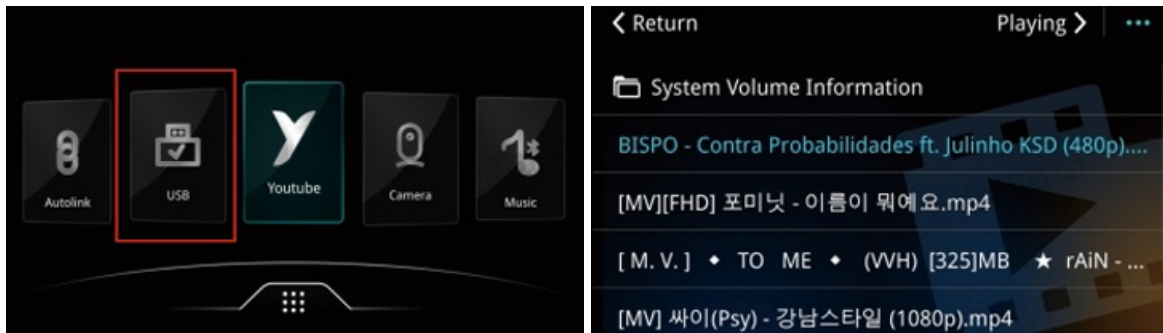 Autolink
USB
Youtube
Camera
Music
Return
Playing
System Volume Information
BISPO - Contra Probabilidades ft. Julinho KSD (480p)....
[MV][FHD] 포미닛 - 이름이 뭐예요.mp4
[ M. V. ] ◆ TO ME ◆ (VVH) [325]MB ★ rAiN - ...
[MV] 싸이(Psy) - 강남스타일 (1080p).mp4